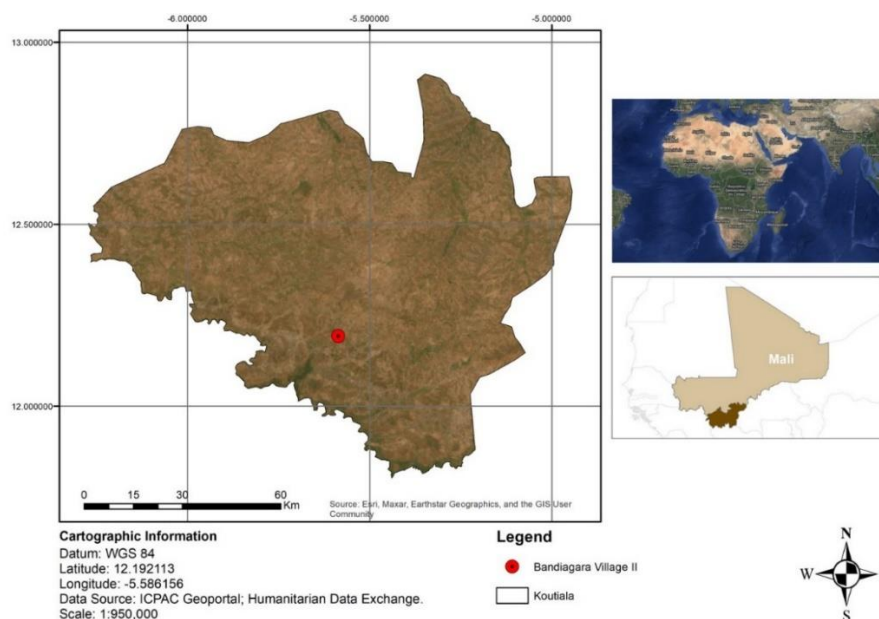 -6.000000 -5.500000 -5.000000
13.000000
12.500000
12.000000
0 15 30 60
Km
Source: Esri, Maxar, Earthstar Geographics, and the GIS User
Community
Mali
Cartographic Information
Datum: WGS 84
Latitude: 12.192113
Longitude: -5.586156
Data Source: ICPAC Geoportal; Humanitarian Data Exchange.
Scale: 1:950,000
Legend
Bandiagara Village II
Koutiala
N
W
S